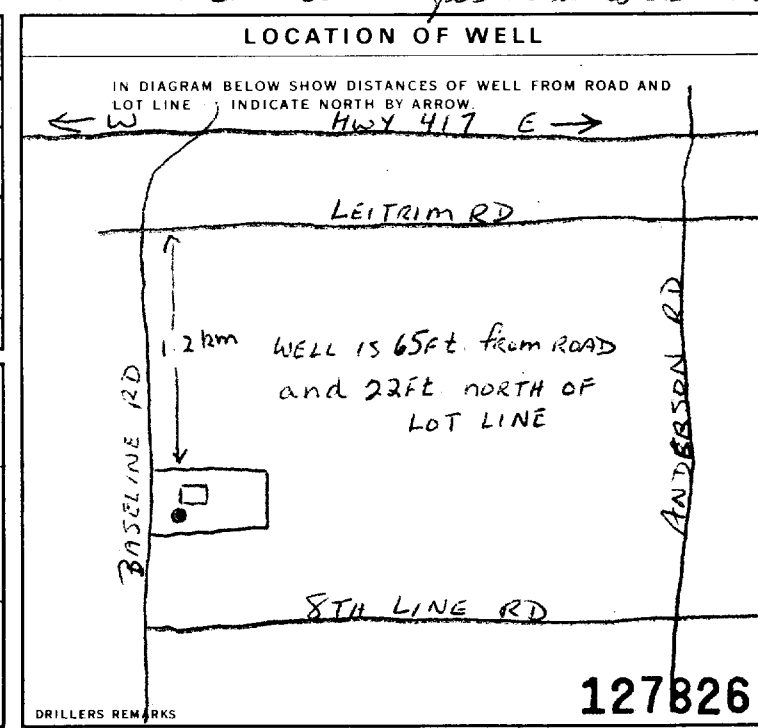 LOCATION OF WELL
IN DIAGRAM BELOW SHOW DISTANCES OF WELL FROM ROAD AND
LOT LINE INDICATE NORTH BY ARROW.
← W HWY 417 E →
LEITRIM RD
1.2 km
WELL IS 65Ft. from ROAD
and 22Ft north OF
LOT LINE
BASELINE RD
ANDERSON RD
8TH LINE RD
DRILLERS REMARKS
127826